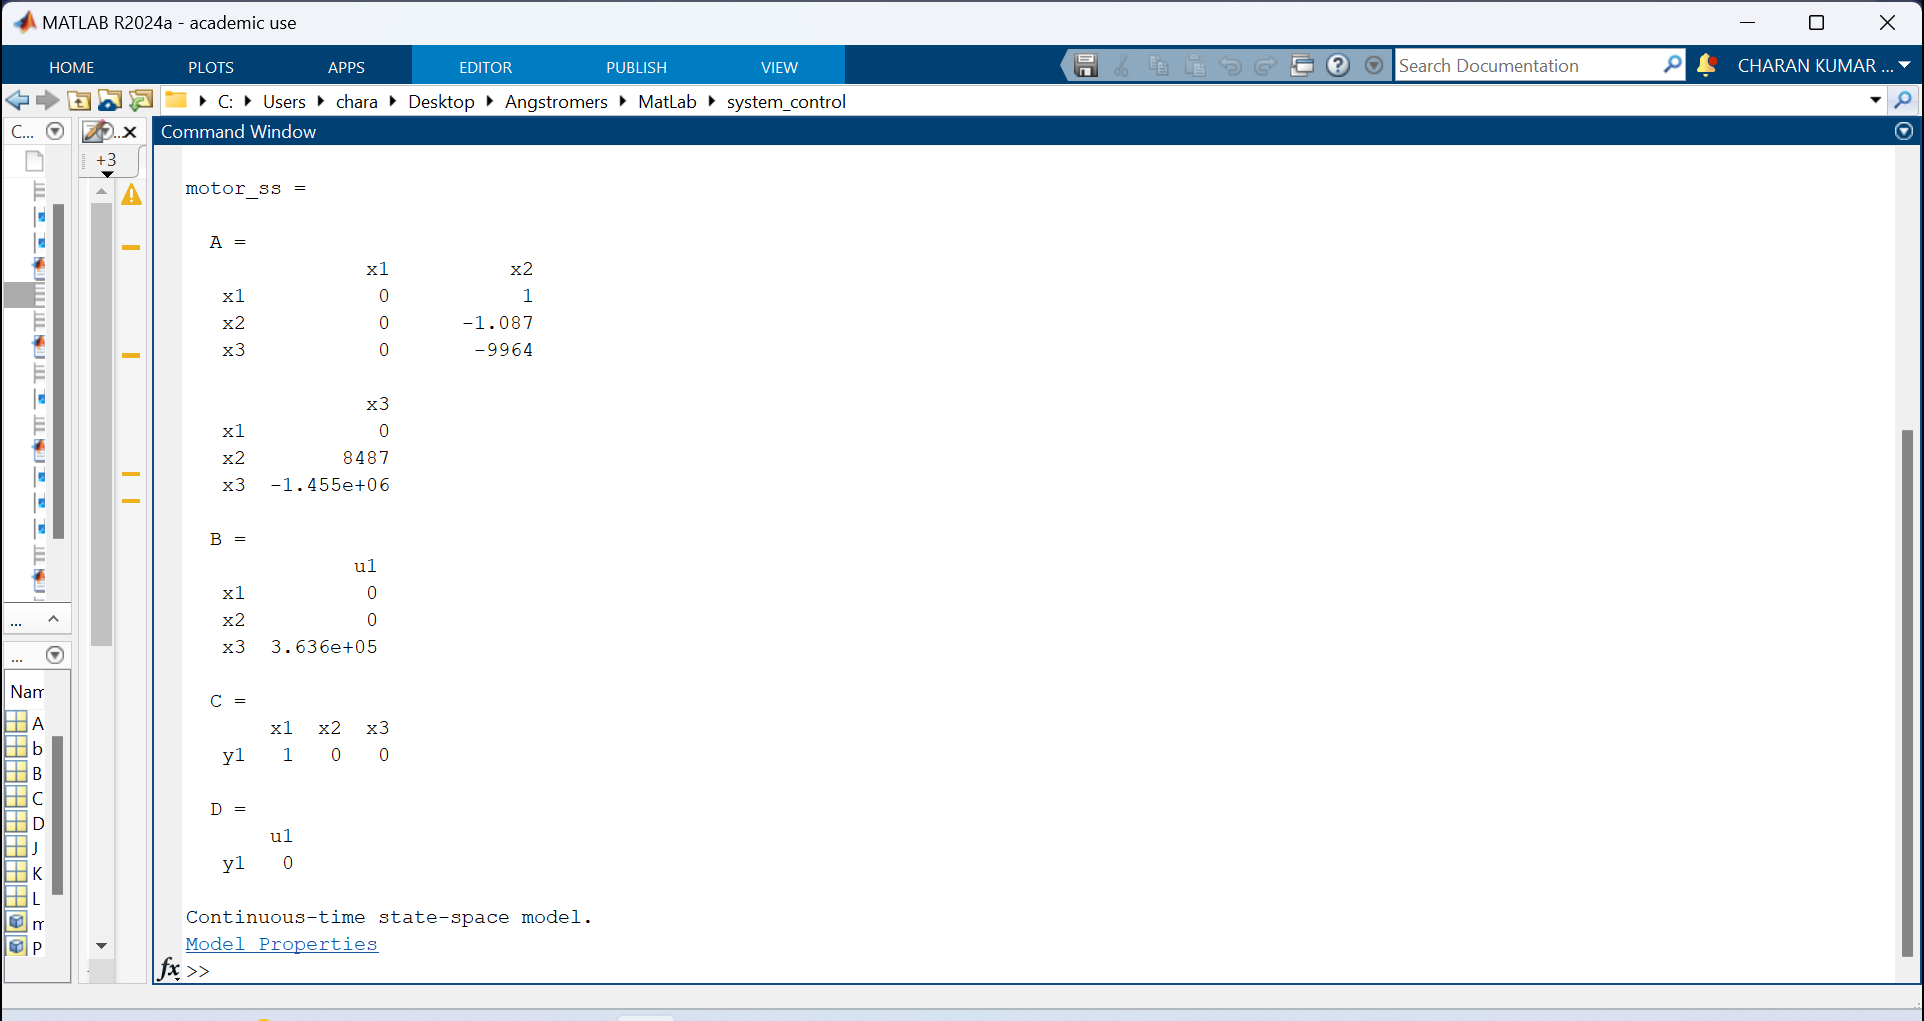 MATLAB R2024a - academic use
HOME PLOTS APPS EDITOR PUBLISH VIEW Search Documentation CHARAN KUMAR ...
C: Users chara Desktop Angstromers MatLab system_control
C... ...
Command Window
+3
motor_ss =
A =
x1 x2
x1 0 1
x2 0 -1.087
x3 0 -9964
x3
x1 0
x2 8487
x3 -1.455e+06
B =
u1
x1 0
x2 0
x3 3.636e+05
C =
x1 x2 x3
y1 1 0 0
D =
u1
y1 0
Continuous-time state-space model.
Model Properties
fx >>
...
...
Nam
A
b
B
C
D
J
K
L
m
P